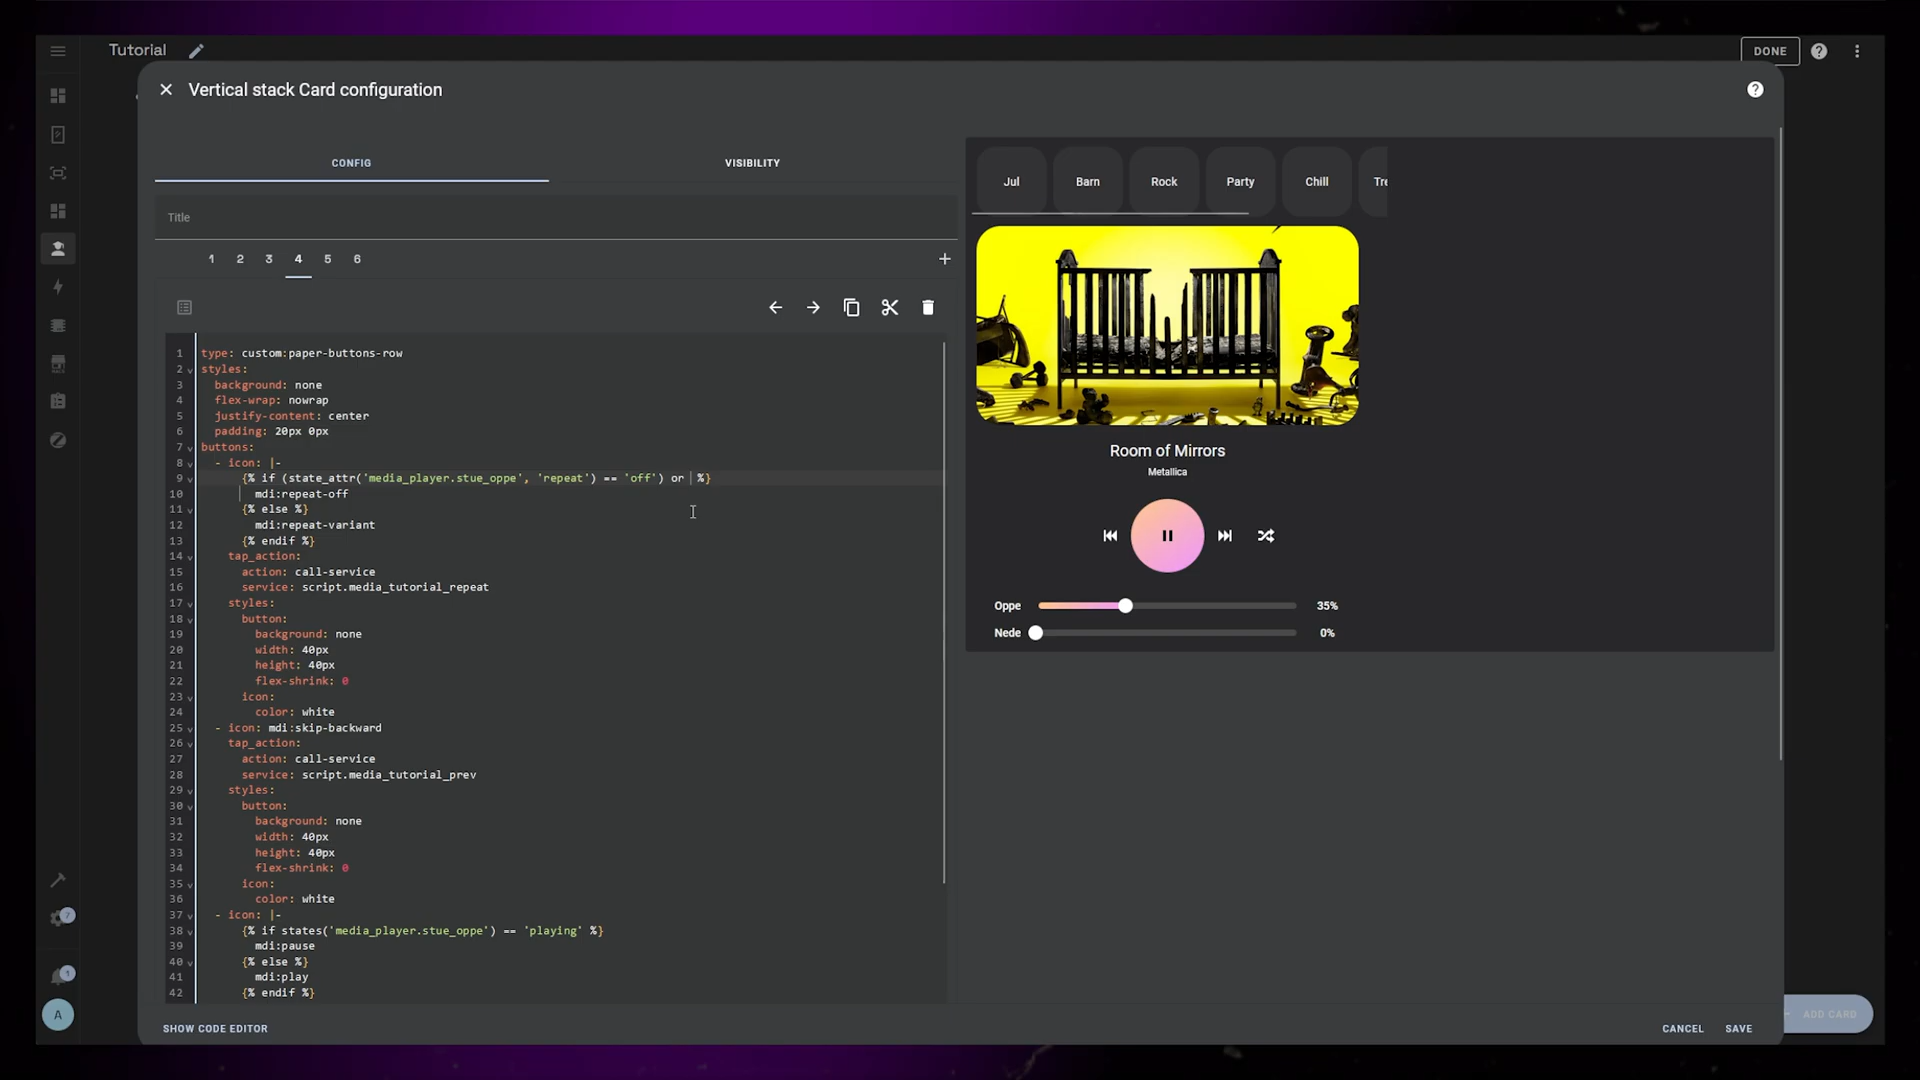 Tutorial
DONE
Vertical stack Card configuration
CONFIG
VISIBILITY
Title
1 2 3 4 5 6
1 type: custom:paper-buttons-row
2 styles:
3 background: none
4 flex-wrap: nowrap
5 justify-content: center
6 padding: 20px 0px
7 buttons:
8 - icon: |-
9 {% if (state_attr('media_player.stue_oppe', 'repeat') == 'off') or %}
10 mdi:repeat-off
11 {% else %}
12 mdi:repeat-variant
13 {% endif %}
14 tap_action:
15 action: call-service
16 service: script.media_tutorial_repeat
17 styles:
18 button:
19 background: none
20 width: 40px
21 height: 40px
22 flex-shrink: 0
23 icon:
24 color: white
25 - icon: mdi:skip-backward
26 tap_action:
27 action: call-service
28 service: script.media_tutorial_prev
29 styles:
30 button:
31 background: none
32 width: 40px
33 height: 40px
34 flex-shrink: 0
35 icon:
36 color: white
37 - icon: |-
38 {% if states('media_player.stue_oppe') == 'playing' %}
39 mdi:pause
40 {% else %}
41 mdi:play
42 {% endif %}
Jul
Barn
Rock
Party
Chill
Tre
Room of Mirrors
Metallica
Oppe 35%
Nede 0%
7
1
A
SHOW CODE EDITOR
CANCEL
SAVE
ADD CARD